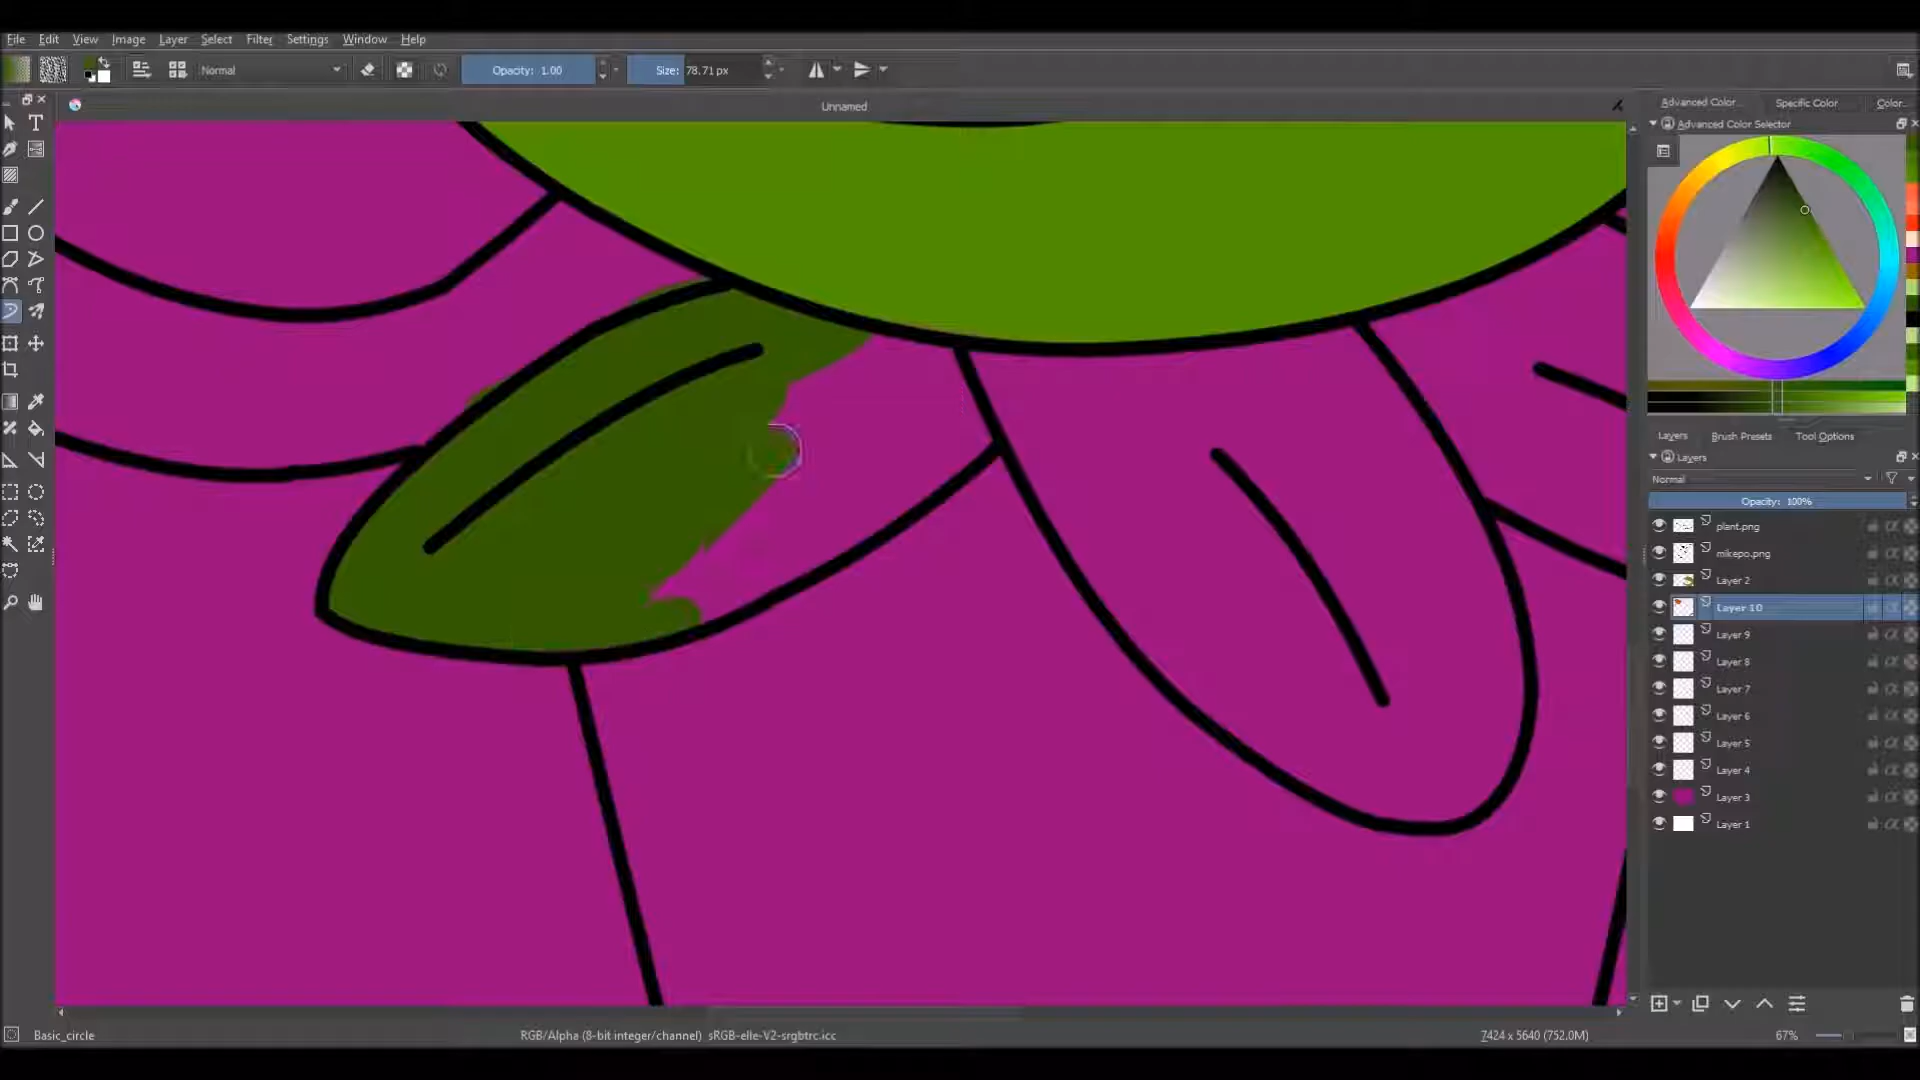 File Edit View Image Layer Select Filter Settings Window Help
Normal Opacity: 1.00 Size: 78.71 px
Unnamed
Advanced Color... Specific Color Color...
Advanced Color Selector
Layers Brush Presets Tool Options
Layers
Normal
Opacity: 100%
plant.png
mikepo.png
Layer 2
Layer 10
Layer 9
Layer 8
Layer 7
Layer 6
Layer 5
Layer 4
Layer 3
Layer 1
Basic_circle RGB/Alpha (8-bit integer/channel) sRGB-elle-V2-srgbtrc.icc 7424 x 5640 (752.0M) 67%